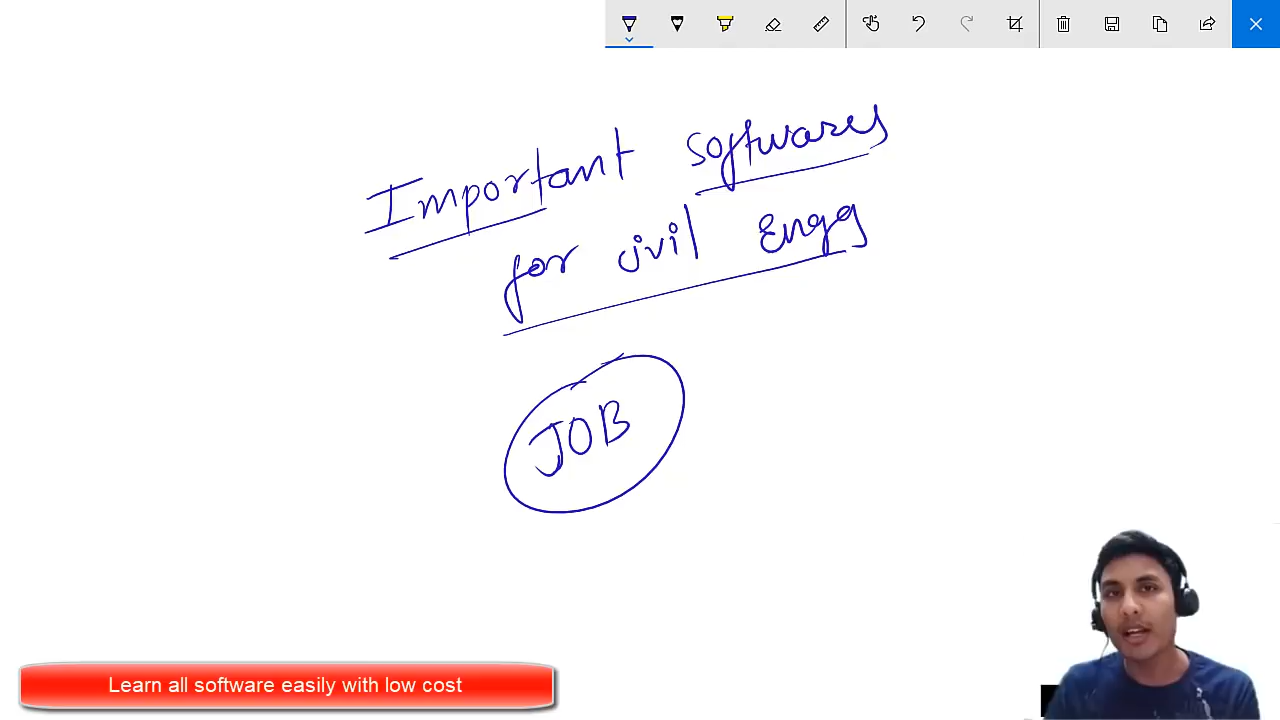 Important softwares
for civil Engg
JOB
Learn all software easily with low cost